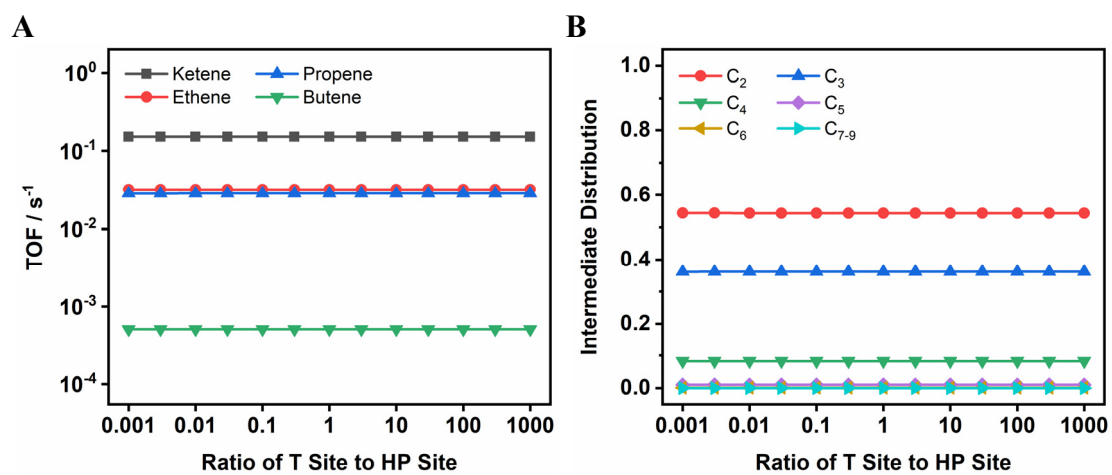 A
Ketene
Propene
Ethene
Butene
10⁰
10⁻¹
10⁻²
10⁻³
10⁻⁴
TOF / s⁻¹
0.001
0.01
0.1
1
10
100
1000
Ratio of T Site to HP Site
B
C₂
C₃
C₄
C₅
C₆
C₇₋₉
1.0
0.8
0.6
0.4
0.2
0.0
Intermediate Distribution
0.001
0.01
0.1
1
10
100
1000
Ratio of T Site to HP Site